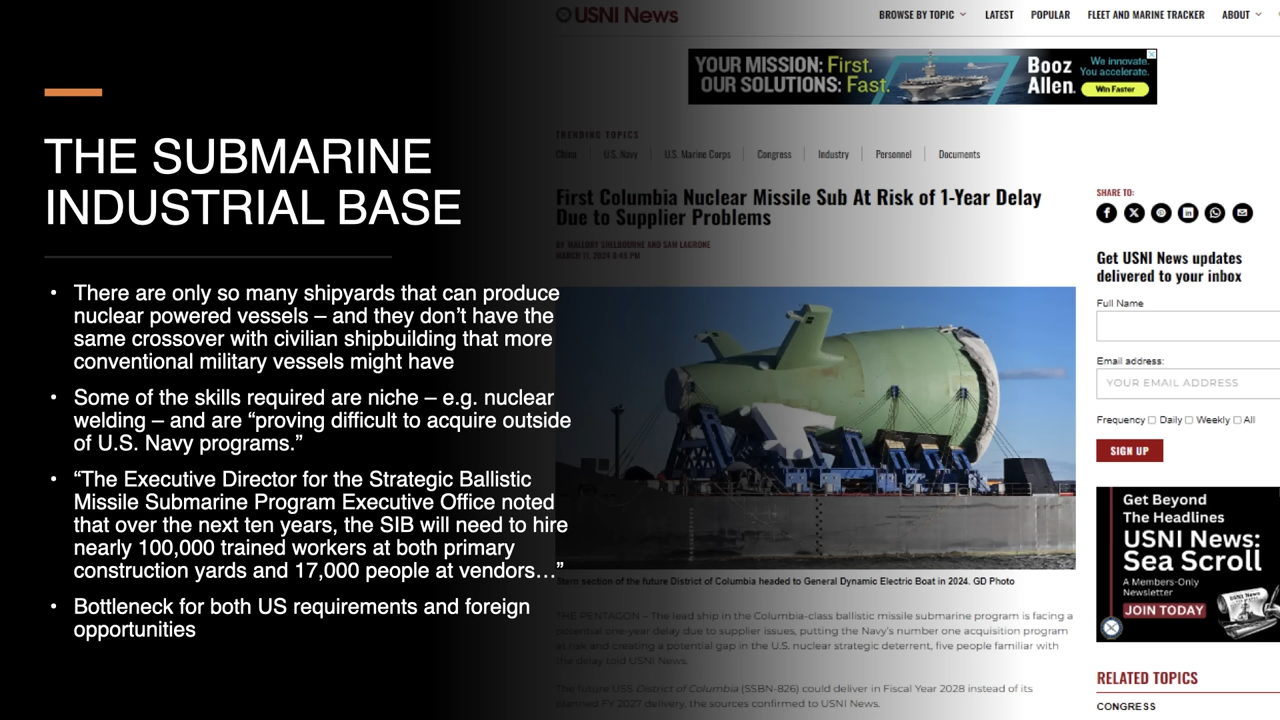 THE SUBMARINE
INDUSTRIAL BASE
• There are only so many shipyards that can produce
nuclear powered vessels – and they don’t have the
same crossover with civilian shipbuilding that more
conventional military vessels might have
• Some of the skills required are niche – e.g. nuclear
welding – and are “proving difficult to acquire outside
of U.S. Navy programs.”
• “The Executive Director for the Strategic Ballistic
Missile Submarine Program Executive Office noted
that over the next ten years, the SIB will need to hire
nearly 100,000 trained workers at both primary
construction yards and 17,000 people at vendors…”
• Bottleneck for both US requirements and foreign
opportunities
USNI News
BROWSE BY TOPIC LATEST POPULAR FLEET AND MARINE TRACKER ABOUT
YOUR MISSION: First.
OUR SOLUTIONS: Fast.
Booz
Allen.
We innovate.
You accelerate.
Win Faster
TRENDING TOPICS
China U.S. Navy U.S. Marine Corps Congress Industry Personnel Documents
First Columbia Nuclear Missile Sub At Risk of 1-Year Delay
Due to Supplier Problems
BY MALLORY SHELBOURNE AND SAM LAGRONE
MARCH 11, 2024 8:49 PM
Stern section of the future District of Columbia headed to General Dynamic Electric Boat in 2024. GD Photo
THE PENTAGON – The lead ship in the Columbia-class ballistic missile submarine program is facing a
potential one-year delay due to supplier issues, putting the Navy's number one acquisition program
at risk and creating a potential gap in the U.S. nuclear strategic deterrent, five people familiar with
the delay told USNI News.
The future USS District of Columbia (SSBN-826) could deliver in Fiscal Year 2028 instead of its
planned FY 2027 delivery, the sources confirmed to USNI News.
SHARE TO:
Get USNI News updates
delivered to your inbox
Full Name
Email address:
YOUR EMAIL ADDRESS
Frequency Daily Weekly All
SIGN UP
Get Beyond
The Headlines
USNI News:
Sea Scroll
A Members-Only
Newsletter
JOIN TODAY
RELATED TOPICS
CONGRESS